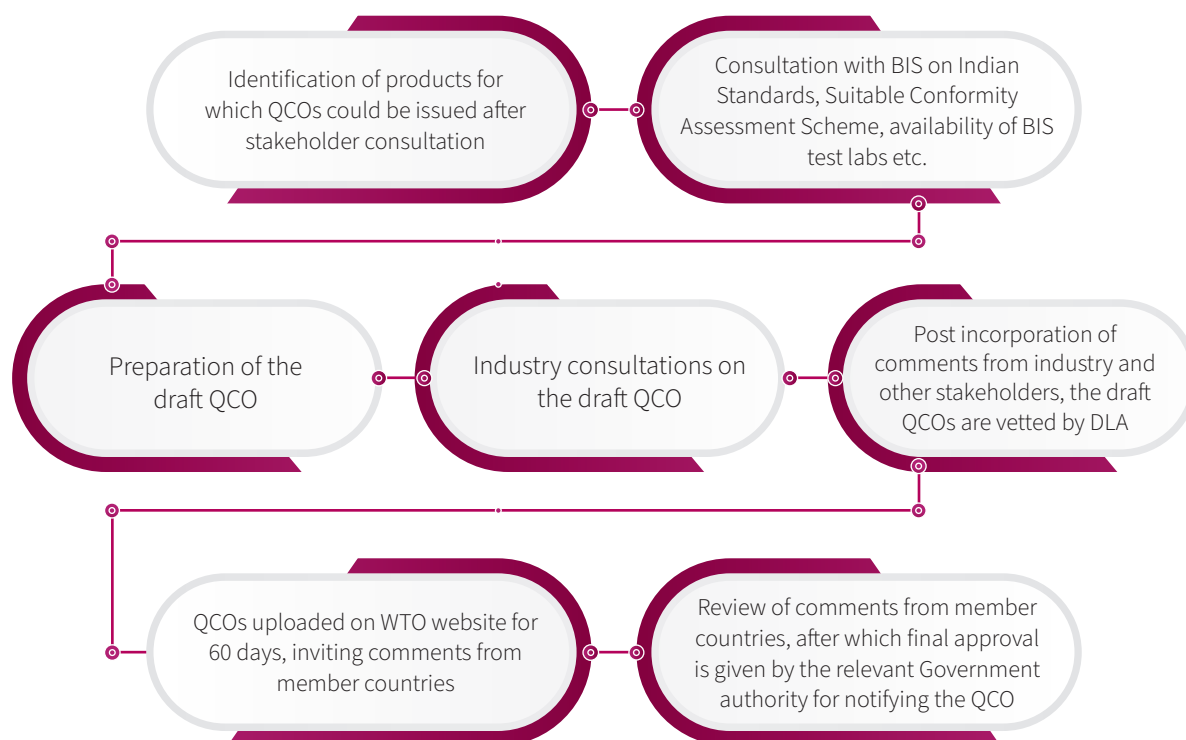 Identification of products for
which QCOs could be issued after
stakeholder consultation
Consultation with BIS on Indian
Standards, Suitable Conformity
Assessment Scheme, availability of BIS
test labs etc.
Preparation of the
draft QCO
Industry consultations on
the draft QCO
Post incorporation of
comments from industry and
other stakeholders, the draft
QCOs are vetted by DLA
QCOs uploaded on WTO website for
60 days, inviting comments from
member countries
Review of comments from member
countries, after which final approval
is given by the relevant Government
authority for notifying the QCO